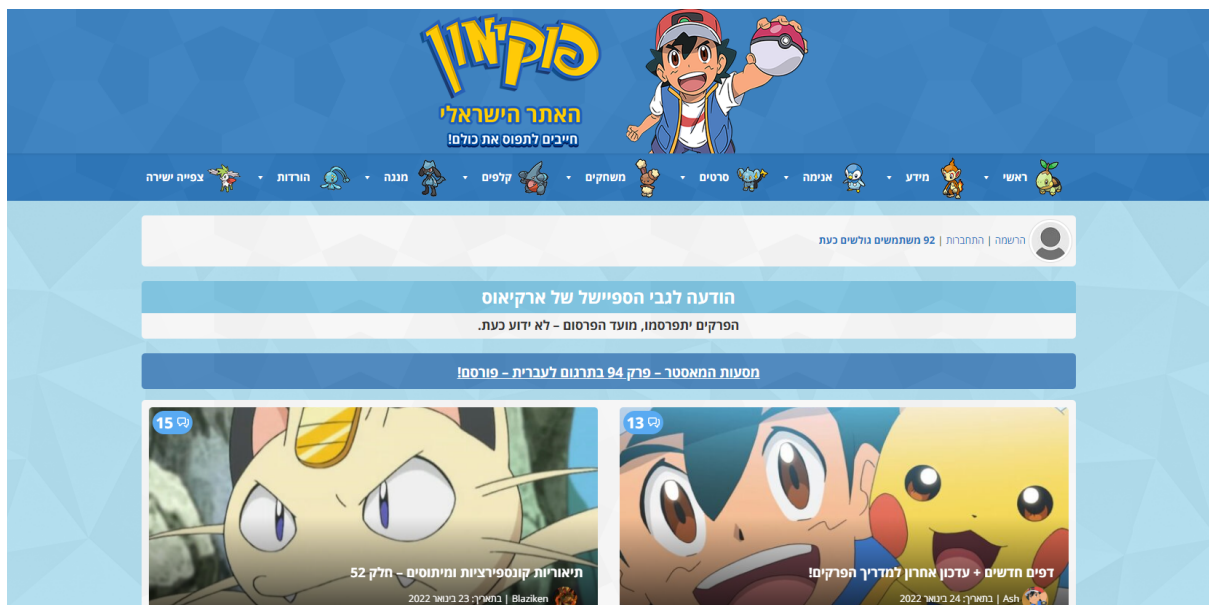 פוקימון
האתר הישראלי
חייבים לתפוס את כולם!
ראשי מידע אנימה סרטים משחקים קלפים מנגה הורדות צפייה ישירה
הרשמה | התחברות | 92 משתמשים גולשים כעת
הודעה לגבי הספיישל של ארקיאוס
הפרקים יתפרסמו, מועד הפרסום – לא ידוע כעת.
מסעות המאסטר – פרק 94 בתרגום לעברית – פורסם!
13
דפים חדשים + עדכון אחרון למדריך הפרקים!
Ash | בתאריך: 24 בינואר 2022
15
תיאוריות קונספירציות ומיתוסים – חלק 52
Blaziken | בתאריך: 23 בינואר 2022